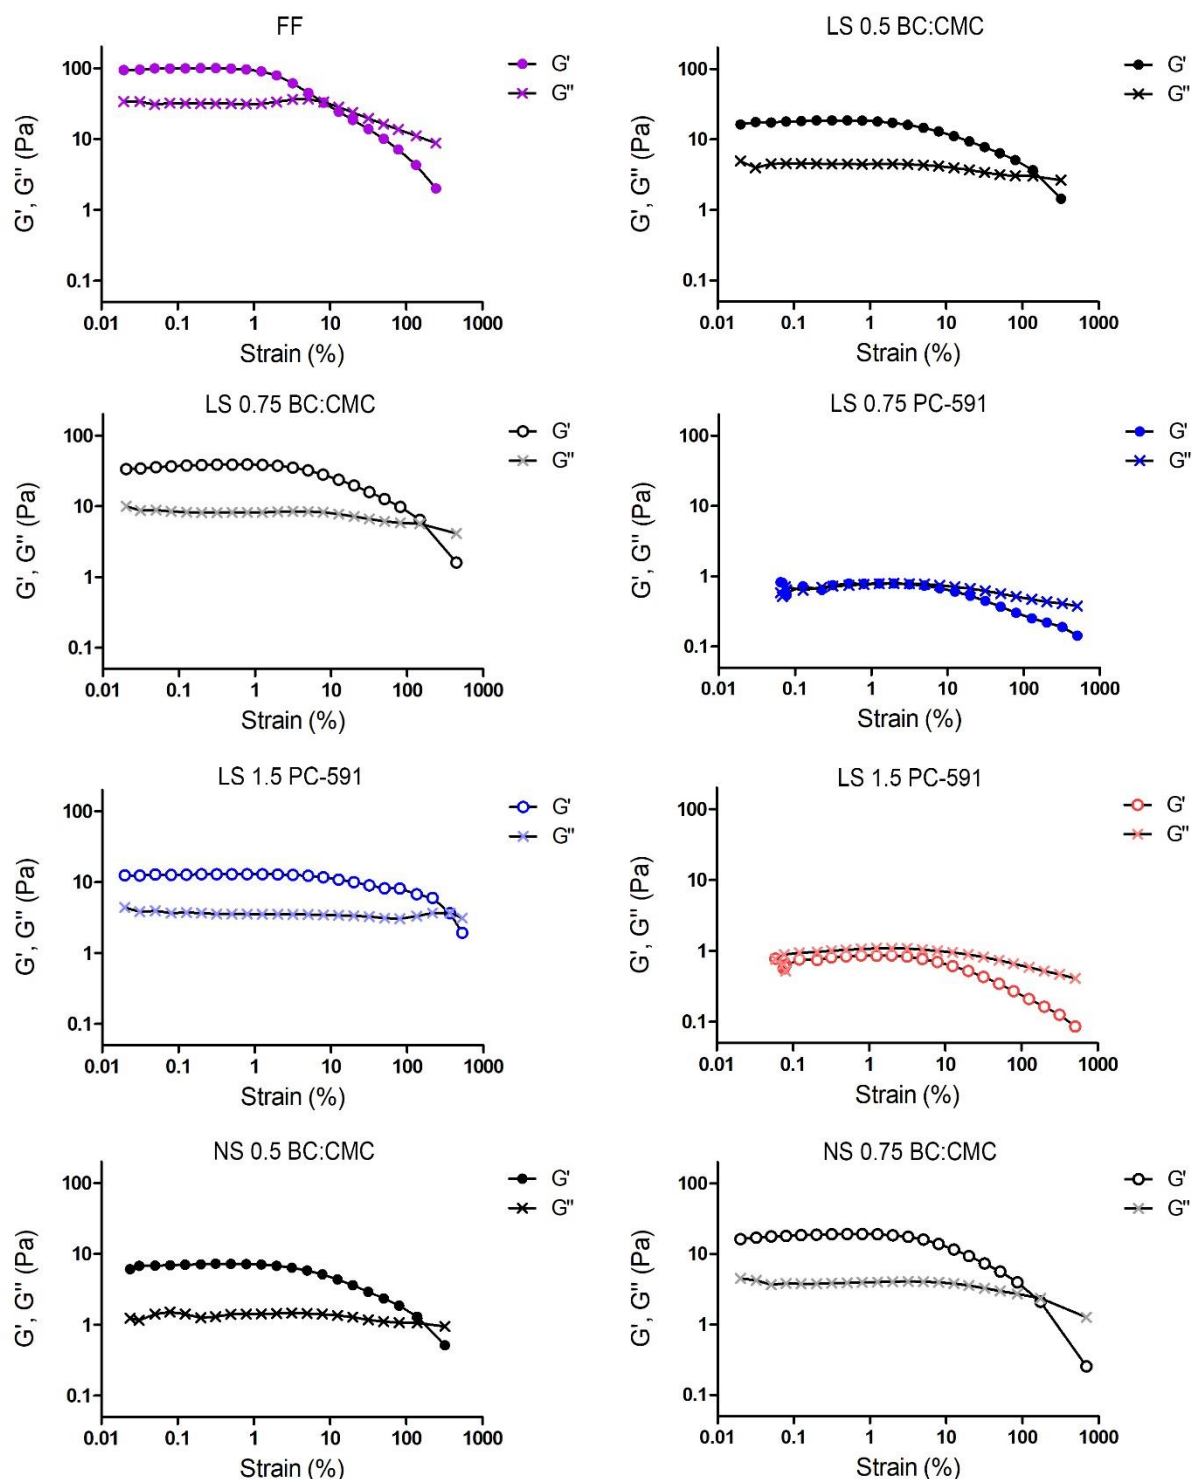 FF
G'
G"
G', G" (Pa)
100
10
1
0.1
0.01 0.1 1 10 100 1000
Strain (%)
LS 0.5 BC:CMC
G'
G"
G', G" (Pa)
100
10
1
0.1
0.01 0.1 1 10 100 1000
Strain (%)
LS 0.75 BC:CMC
G'
G"
G', G" (Pa)
100
10
1
0.1
0.01 0.1 1 10 100 1000
Strain (%)
LS 0.75 PC-591
G'
G"
G', G" (Pa)
100
10
1
0.1
0.01 0.1 1 10 100 1000
Strain (%)
LS 1.5 PC-591
G'
G"
G', G" (Pa)
100
10
1
0.1
0.01 0.1 1 10 100 1000
Strain (%)
LS 1.5 PC-591
G'
G"
G', G" (Pa)
100
10
1
0.1
0.01 0.1 1 10 100 1000
Strain (%)
NS 0.5 BC:CMC
G'
G"
G', G" (Pa)
100
10
1
0.1
0.01 0.1 1 10 100 1000
Strain (%)
NS 0.75 BC:CMC
G'
G"
G', G" (Pa)
100
10
1
0.1
0.01 0.1 1 10 100 1000
Strain (%)